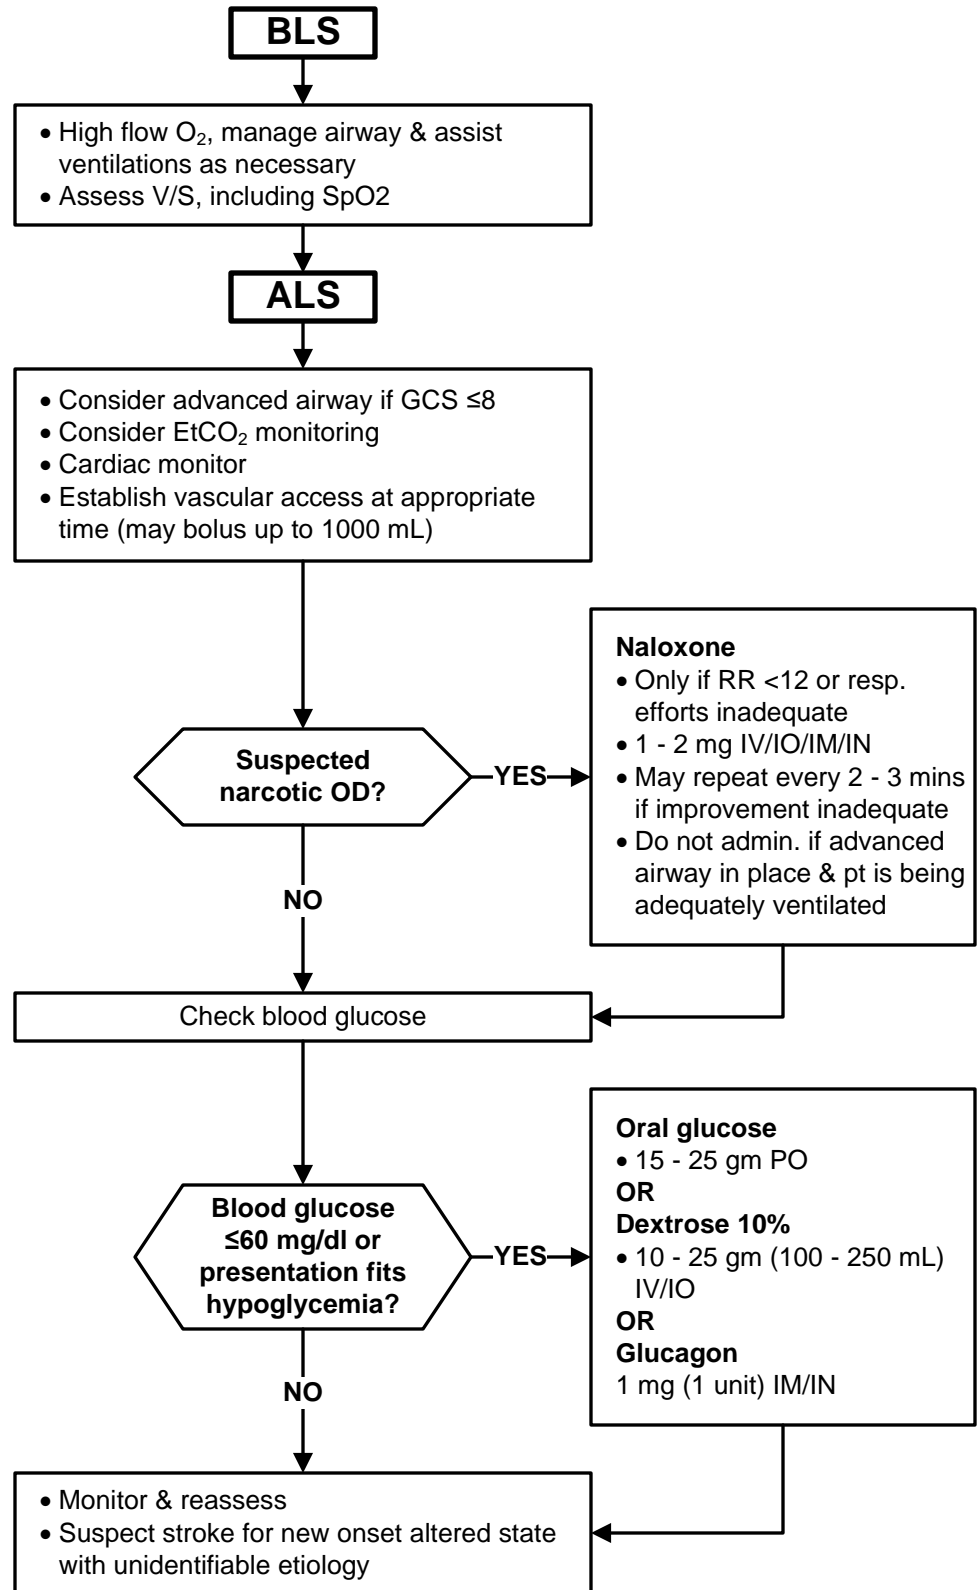 BLS
• High flow O₂, manage airway & assist
ventilations as necessary
• Assess V/S, including SpO2
ALS
• Consider advanced airway if GCS ≤8
• Consider EtCO₂ monitoring
• Cardiac monitor
• Establish vascular access at appropriate
time (may bolus up to 1000 mL)
Suspected
narcotic OD?
YES
Naloxone
• Only if RR <12 or resp.
efforts inadequate
• 1 - 2 mg IV/IO/IM/IN
• May repeat every 2 - 3 mins
if improvement inadequate
• Do not admin. if advanced
airway in place & pt is being
adequately ventilated
NO
Check blood glucose
Blood glucose
≤60 mg/dl or
presentation fits
hypoglycemia?
YES
Oral glucose
• 15 - 25 gm PO
OR
Dextrose 10%
• 10 - 25 gm (100 - 250 mL)
IV/IO
OR
Glucagon
1 mg (1 unit) IM/IN
NO
• Monitor & reassess
• Suspect stroke for new onset altered state
with unidentifiable etiology